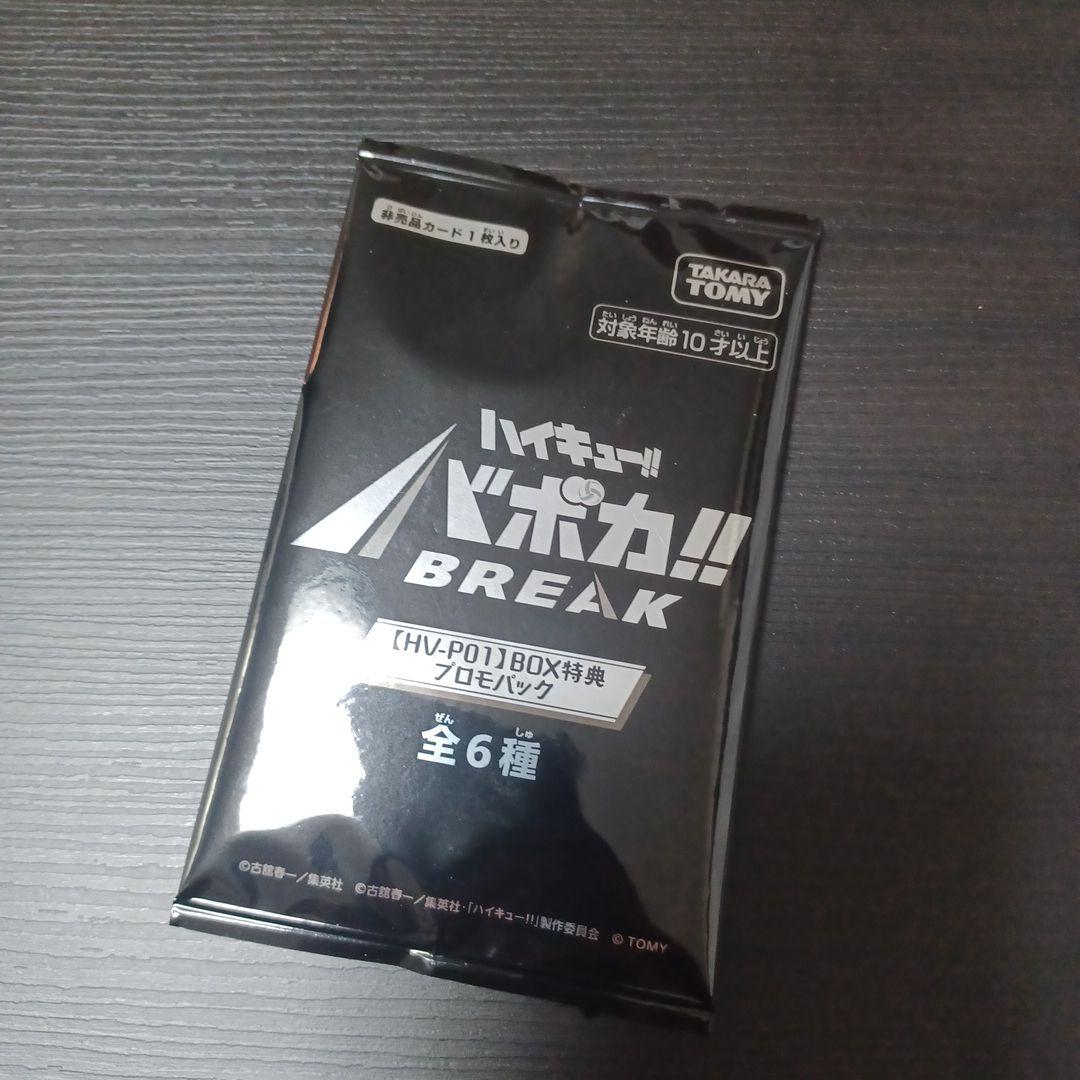 非売品カード1枚入り
TAKARA
TOMY
対象年齢10才以上
ハイキュー!!
バボカ!!
BREAK
【HV-P01】BOX特典
プロモパック
全6種
©古舘春一／集英社 ©古舘春一／集英社・「ハイキュー!!」製作委員会 © TOMY